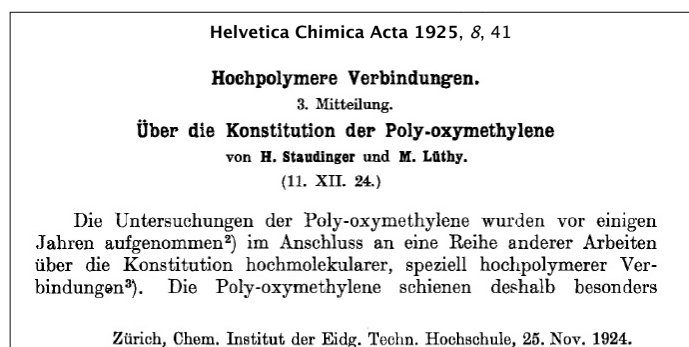 Helvetica Chimica Acta 1925, 8, 41
Hochpolymere Verbindungen.
3. Mitteilung.
Über die Konstitution der Poly-oxymethylene
von H. Staudinger und M. Lüthy.
(11. XII. 24.)
Die Untersuchungen der Poly-oxymethylene wurden vor einigen
Jahren aufgenommen²) im Anschluss an eine Reihe anderer Arbeiten
über die Konstitution hochmolekularer, speziell hochpolymerer Ver-
bindungen³). Die Poly-oxymethylene schienen deshalb besonders
Zürich, Chem. Institut der Eidg. Techn. Hochschule, 25. Nov. 1924.